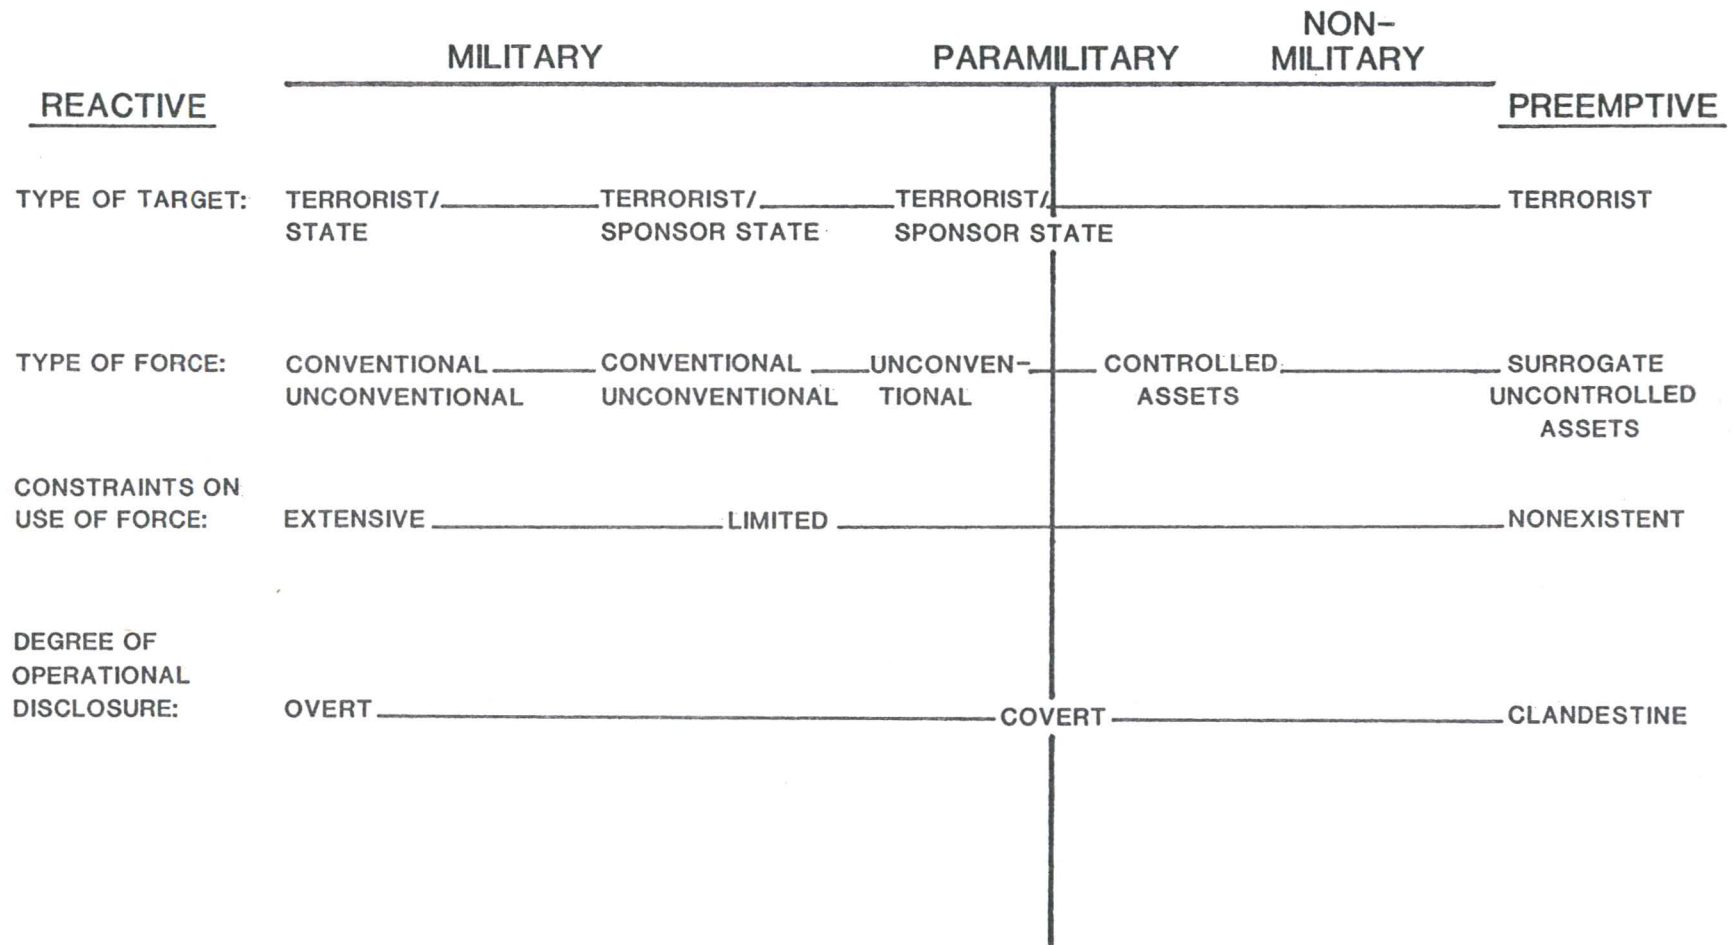 NON-
MILITARY PARAMILITARY MILITARY
REACTIVE PREEMPTIVE
TYPE OF TARGET: TERRORIST/ TERRORIST/ TERRORIST/ TERRORIST
STATE SPONSOR STATE SPONSOR STATE
TYPE OF FORCE: CONVENTIONAL CONVENTIONAL UNCONVEN- CONTROLLED SURROGATE
UNCONVENTIONAL UNCONVENTIONAL TIONAL ASSETS UNCONTROLLED
ASSETS
CONSTRAINTS ON
USE OF FORCE: EXTENSIVE LIMITED NONEXISTENT
DEGREE OF
OPERATIONAL
DISCLOSURE: OVERT COVERT CLANDESTINE